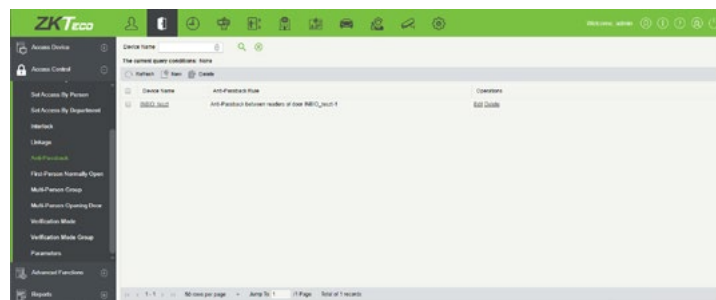 ZKTeco
Welcome, admin
Access Device
Access Control
Set Access By Person
Set Access By Department
Interlock
Linkage
Anti-Passback
First-Person Normally Open
Multi-Person Group
Multi-Person Opening Door
Verification Mode
Verification Mode Group
Parameters
Advanced Functions
Reports
Device Name
The current query conditions: None
Refresh New Delete
Device Name Anti-Passback Rule Operations
Anti-Passback between readers of door Edit Delete
1-1 50 rows per page Jump To 1 /1 Page Total of 1 records